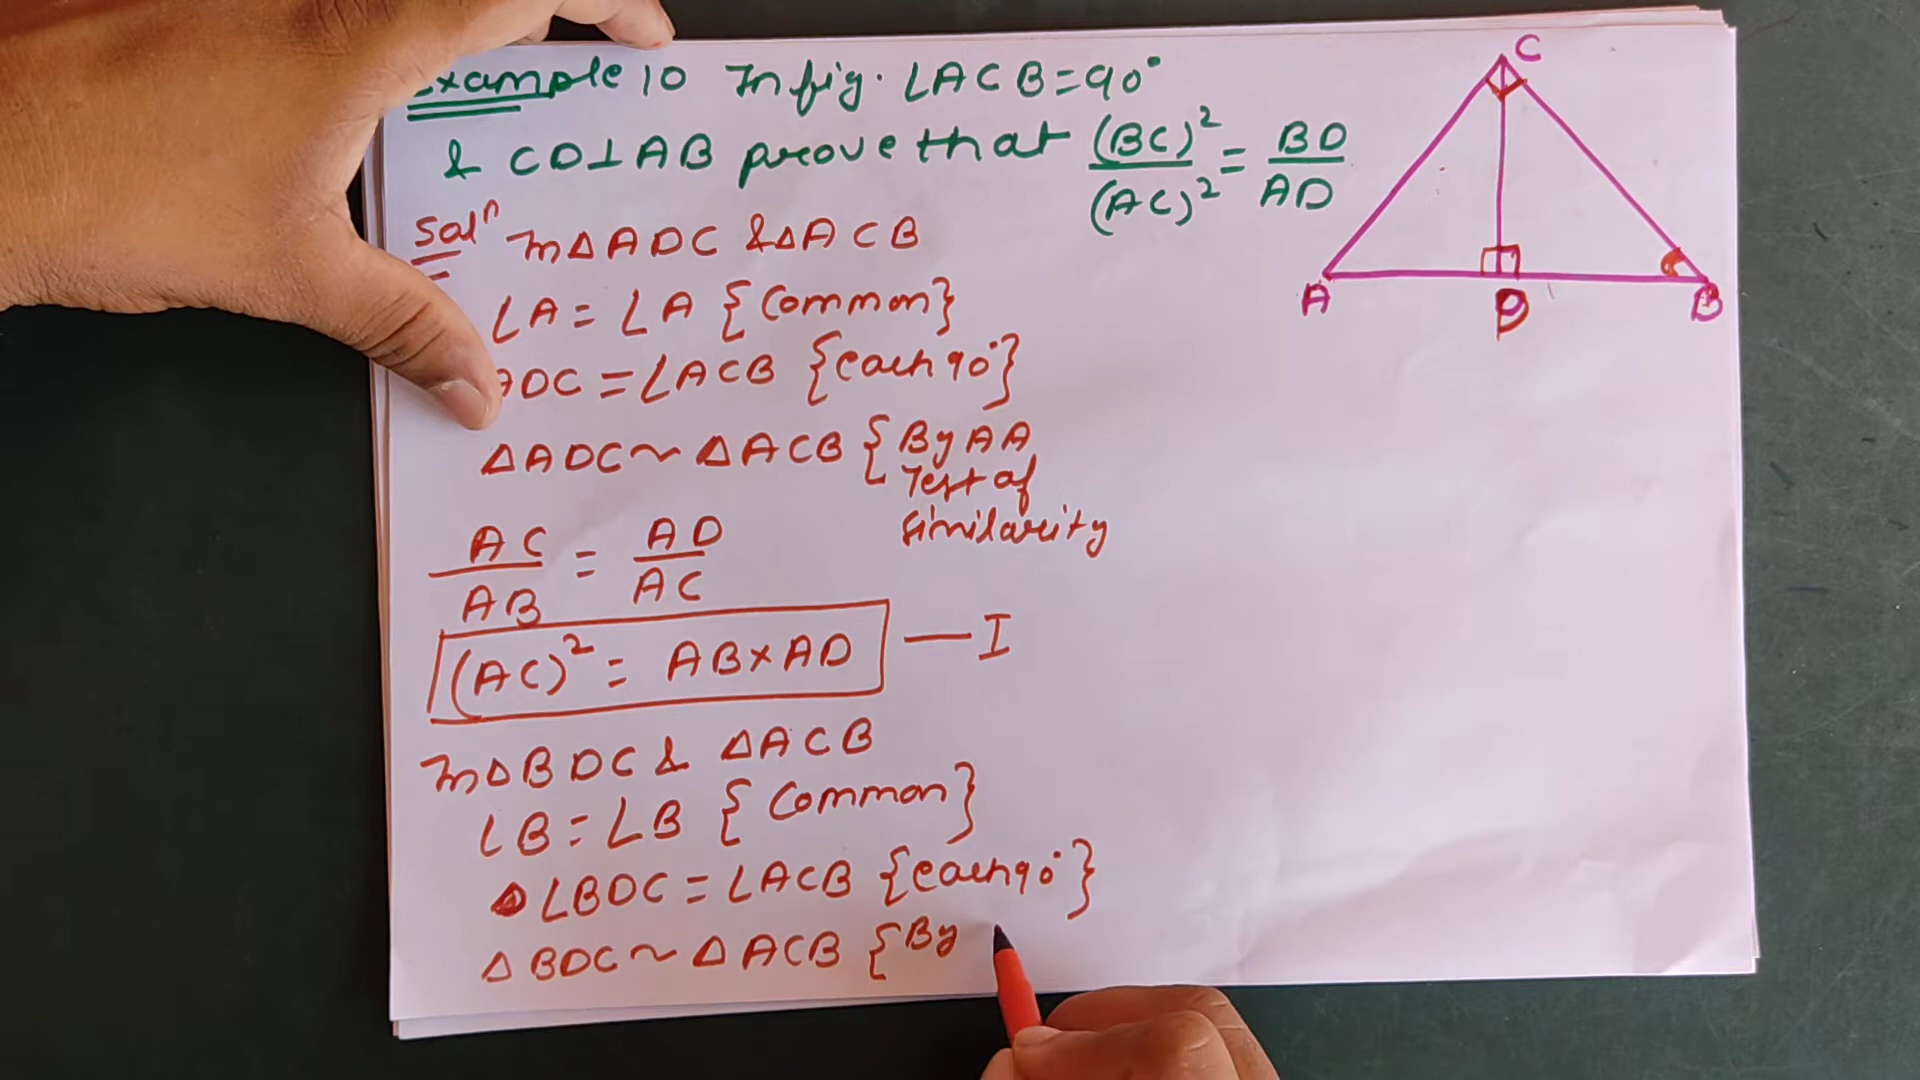 Example 10 In fig. ∠ACB=90°
& CD⊥AB prove that (BC)²/(AC)² = BD/AD
Solⁿ In ΔADC & ΔACB
∠A = ∠A {Common}
ADC = ∠ACB {each 90°}
ΔADC ~ ΔACB {By AA
Test of
Similarity
AC/AB = AD/AC
(AC)² = AB×AD — I
In ΔBDC & ΔACB
∠B = ∠B {Common}
∠BDC = ∠ACB {each 90°}
ΔBDC ~ ΔACB {By
C
A
D
B